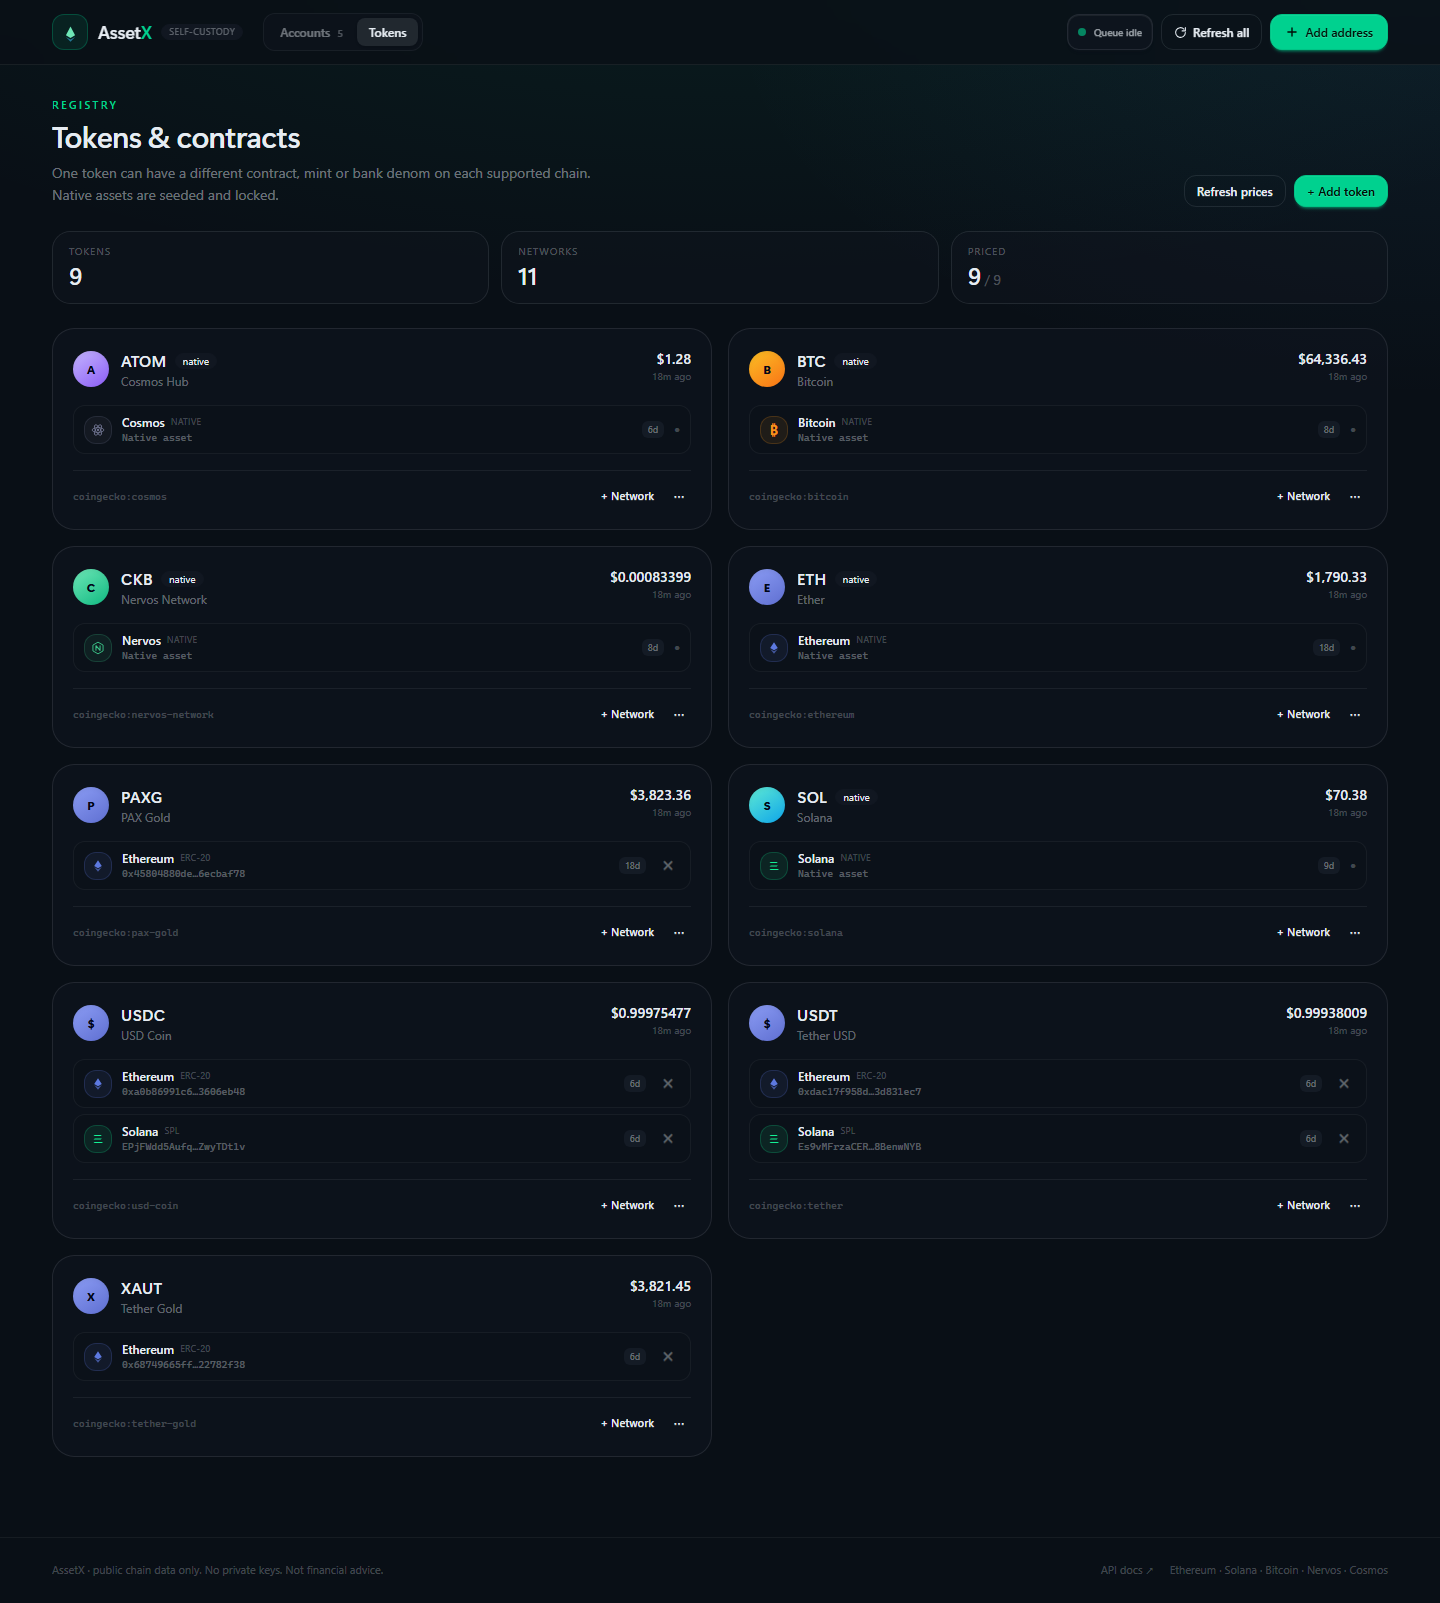 AssetX SELF-CUSTODY Accounts 5 Tokens Queue idle Refresh all + Add address
REGISTRY
Tokens & contracts
One token can have a different contract, mint or bank denom on each supported chain.
Native assets are seeded and locked.
Refresh prices + Add token
TOKENS
9
NETWORKS
11
PRICED
9 / 9
A ATOM native $1.28
Cosmos Hub 18m ago
Cosmos NATIVE 6d
Native asset
coingecko:cosmos + Network ...
B BTC native $64,336.43
Bitcoin 18m ago
Bitcoin NATIVE 8d
Native asset
coingecko:bitcoin + Network ...
C CKB native $0.00083399
Nervos Network 18m ago
Nervos NATIVE 8d
Native asset
coingecko:nervos-network + Network ...
E ETH native $1,790.33
Ether 18m ago
Ethereum NATIVE 18d
Native asset
coingecko:ethereum + Network ...
P PAXG $3,823.36
PAX Gold 18m ago
Ethereum ERC-20 18d ×
0x45804880de…6ecbaf78
coingecko:pax-gold + Network ...
S SOL native $70.38
Solana 18m ago
Solana NATIVE 9d
Native asset
coingecko:solana + Network ...
$ USDC $0.99975477
USD Coin 18m ago
Ethereum ERC-20 6d ×
0xa0b86991c6…3606eb48
Solana SPL 6d ×
EPjFWdd5Aufq…ZwyTDt1v
coingecko:usd-coin + Network ...
$ USDT $0.99938009
Tether USD 18m ago
Ethereum ERC-20 6d ×
0xdac17f958d…3d831ec7
Solana SPL 6d ×
Es9vMFrzaCER…8BenwNYB
coingecko:tether + Network ...
X XAUT $3,821.45
Tether Gold 18m ago
Ethereum ERC-20 6d ×
0x68749665ff…22782f38
coingecko:tether-gold + Network ...
AssetX · public chain data only. No private keys. Not financial advice. API docs ↗ Ethereum · Solana · Bitcoin · Nervos · Cosmos